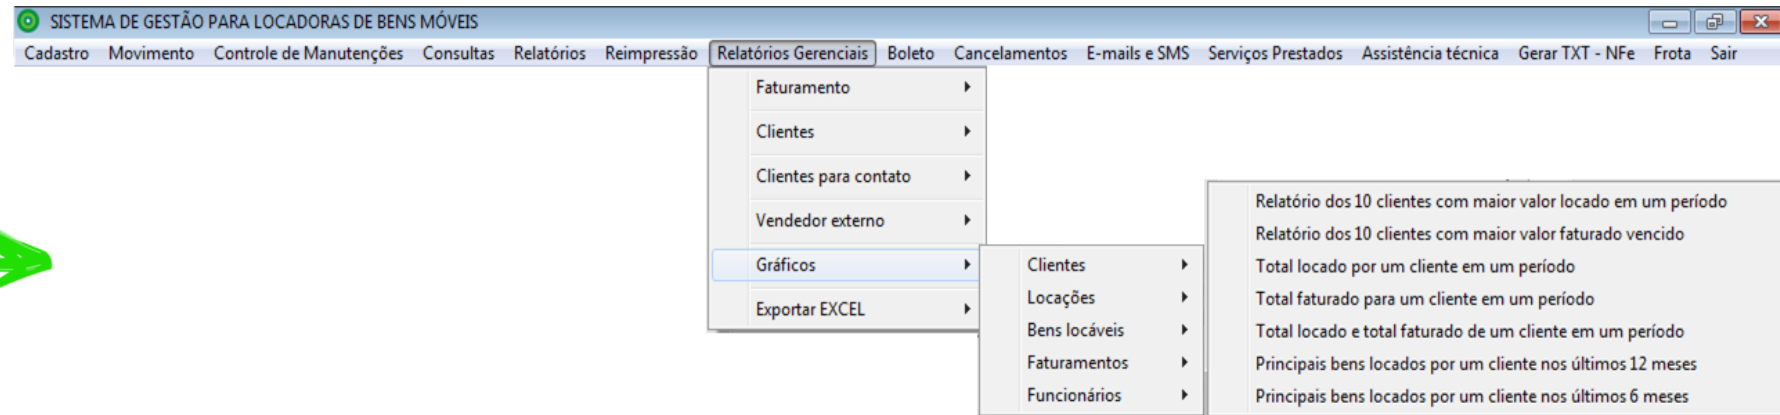 SISTEMA DE GESTÃO PARA LOCADORAS DE BENS MÓVEIS
Cadastro Movimento Controle de Manutenções Consultas Relatórios Reimpressão Relatórios Gerenciais Boleto Cancelamentos E-mails e SMS Serviços Prestados Assistência técnica Gerar TXT - NFe Frota Sair
Faturamento
Clientes
Clientes para contato
Vendedor externo
Gráficos
Exportar EXCEL
Clientes
Locações
Bens locáveis
Faturamentos
Funcionários
Relatório dos 10 clientes com maior valor locado em um período
Relatório dos 10 clientes com maior valor faturado vencido
Total locado por um cliente em um período
Total faturado para um cliente em um período
Total locado e total faturado de um cliente em um período
Principais bens locados por um cliente nos últimos 12 meses
Principais bens locados por um cliente nos últimos 6 meses